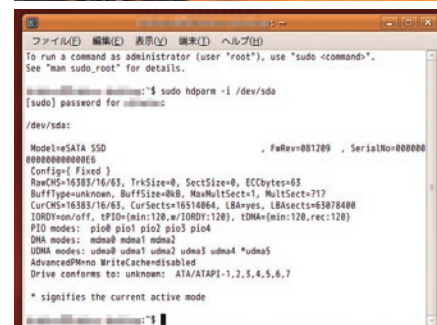 ファイル(F) 編集(E) 表示(V) 端末(T) ヘルプ(H)
To run a command as administrator (user "root"), use "sudo <command>".
See "man sudo_root" for details.
:~$ sudo hdparm -i /dev/sda
[sudo] password for
/dev/sda:
Model=eSATA SSD , FwRev=081209 , SerialNo=000000
000000000000E6
Config={ Fixed }
RawCHS=16383/16/63, TrkSize=0, SectSize=0, ECCbytes=63
BuffType=unknown, BuffSize=0kB, MaxMultSect=1, MultSect=?1?
CurCHS=16383/16/63, CurSects=16514064, LBA=yes, LBAsects=63078400
IORDY=on/off, tPIO={min:120,w/IORDY:120}, tDMA={min:120,rec:120}
PIO modes: pio0 pio1 pio2 pio3 pio4
DMA modes: mdma0 mdma1 mdma2
UDMA modes: udma0 udma1 udma2 udma3 udma4 *udma5
AdvancedPM=no WriteCache=disabled
Drive conforms to: unknown: ATA/ATAPI-1,2,3,4,5,6,7
* signifies the current active mode
:~$